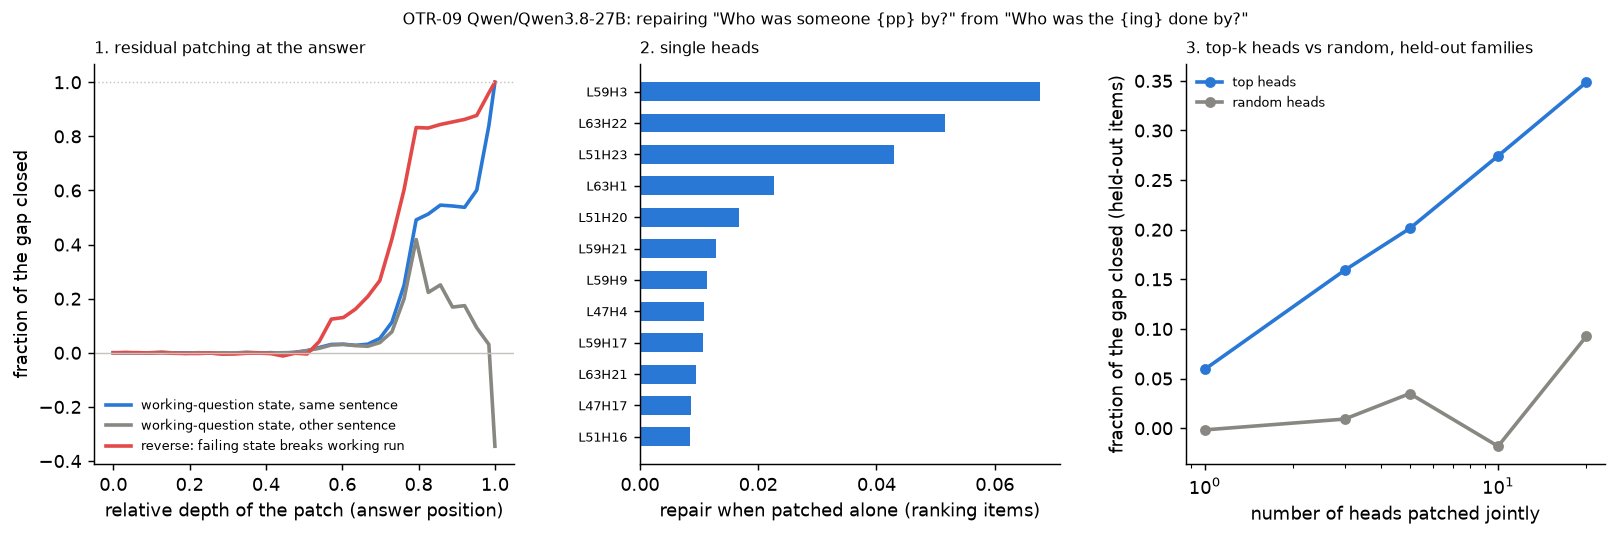 OTR-09 Qwen/Qwen3.8-27B: repairing "Who was someone {pp} by?" from "Who was the {ing} done by?"
1. residual patching at the answer
fraction of the gap closed
1.0
0.8
0.6
0.4
0.2
0.0
−0.2
−0.4
working-question state, same sentence
working-question state, other sentence
reverse: failing state breaks working run
0.0 0.2 0.4 0.6 0.8 1.0
relative depth of the patch (answer position)
2. single heads
L59H3
L63H22
L51H23
L63H1
L51H20
L59H21
L59H9
L47H4
L59H17
L63H21
L47H17
L51H16
0.00 0.02 0.04 0.06
repair when patched alone (ranking items)
3. top-k heads vs random, held-out families
fraction of the gap closed (held-out items)
0.35
0.30
0.25
0.20
0.15
0.10
0.05
0.00
top heads
random heads
10⁰ 10¹
number of heads patched jointly